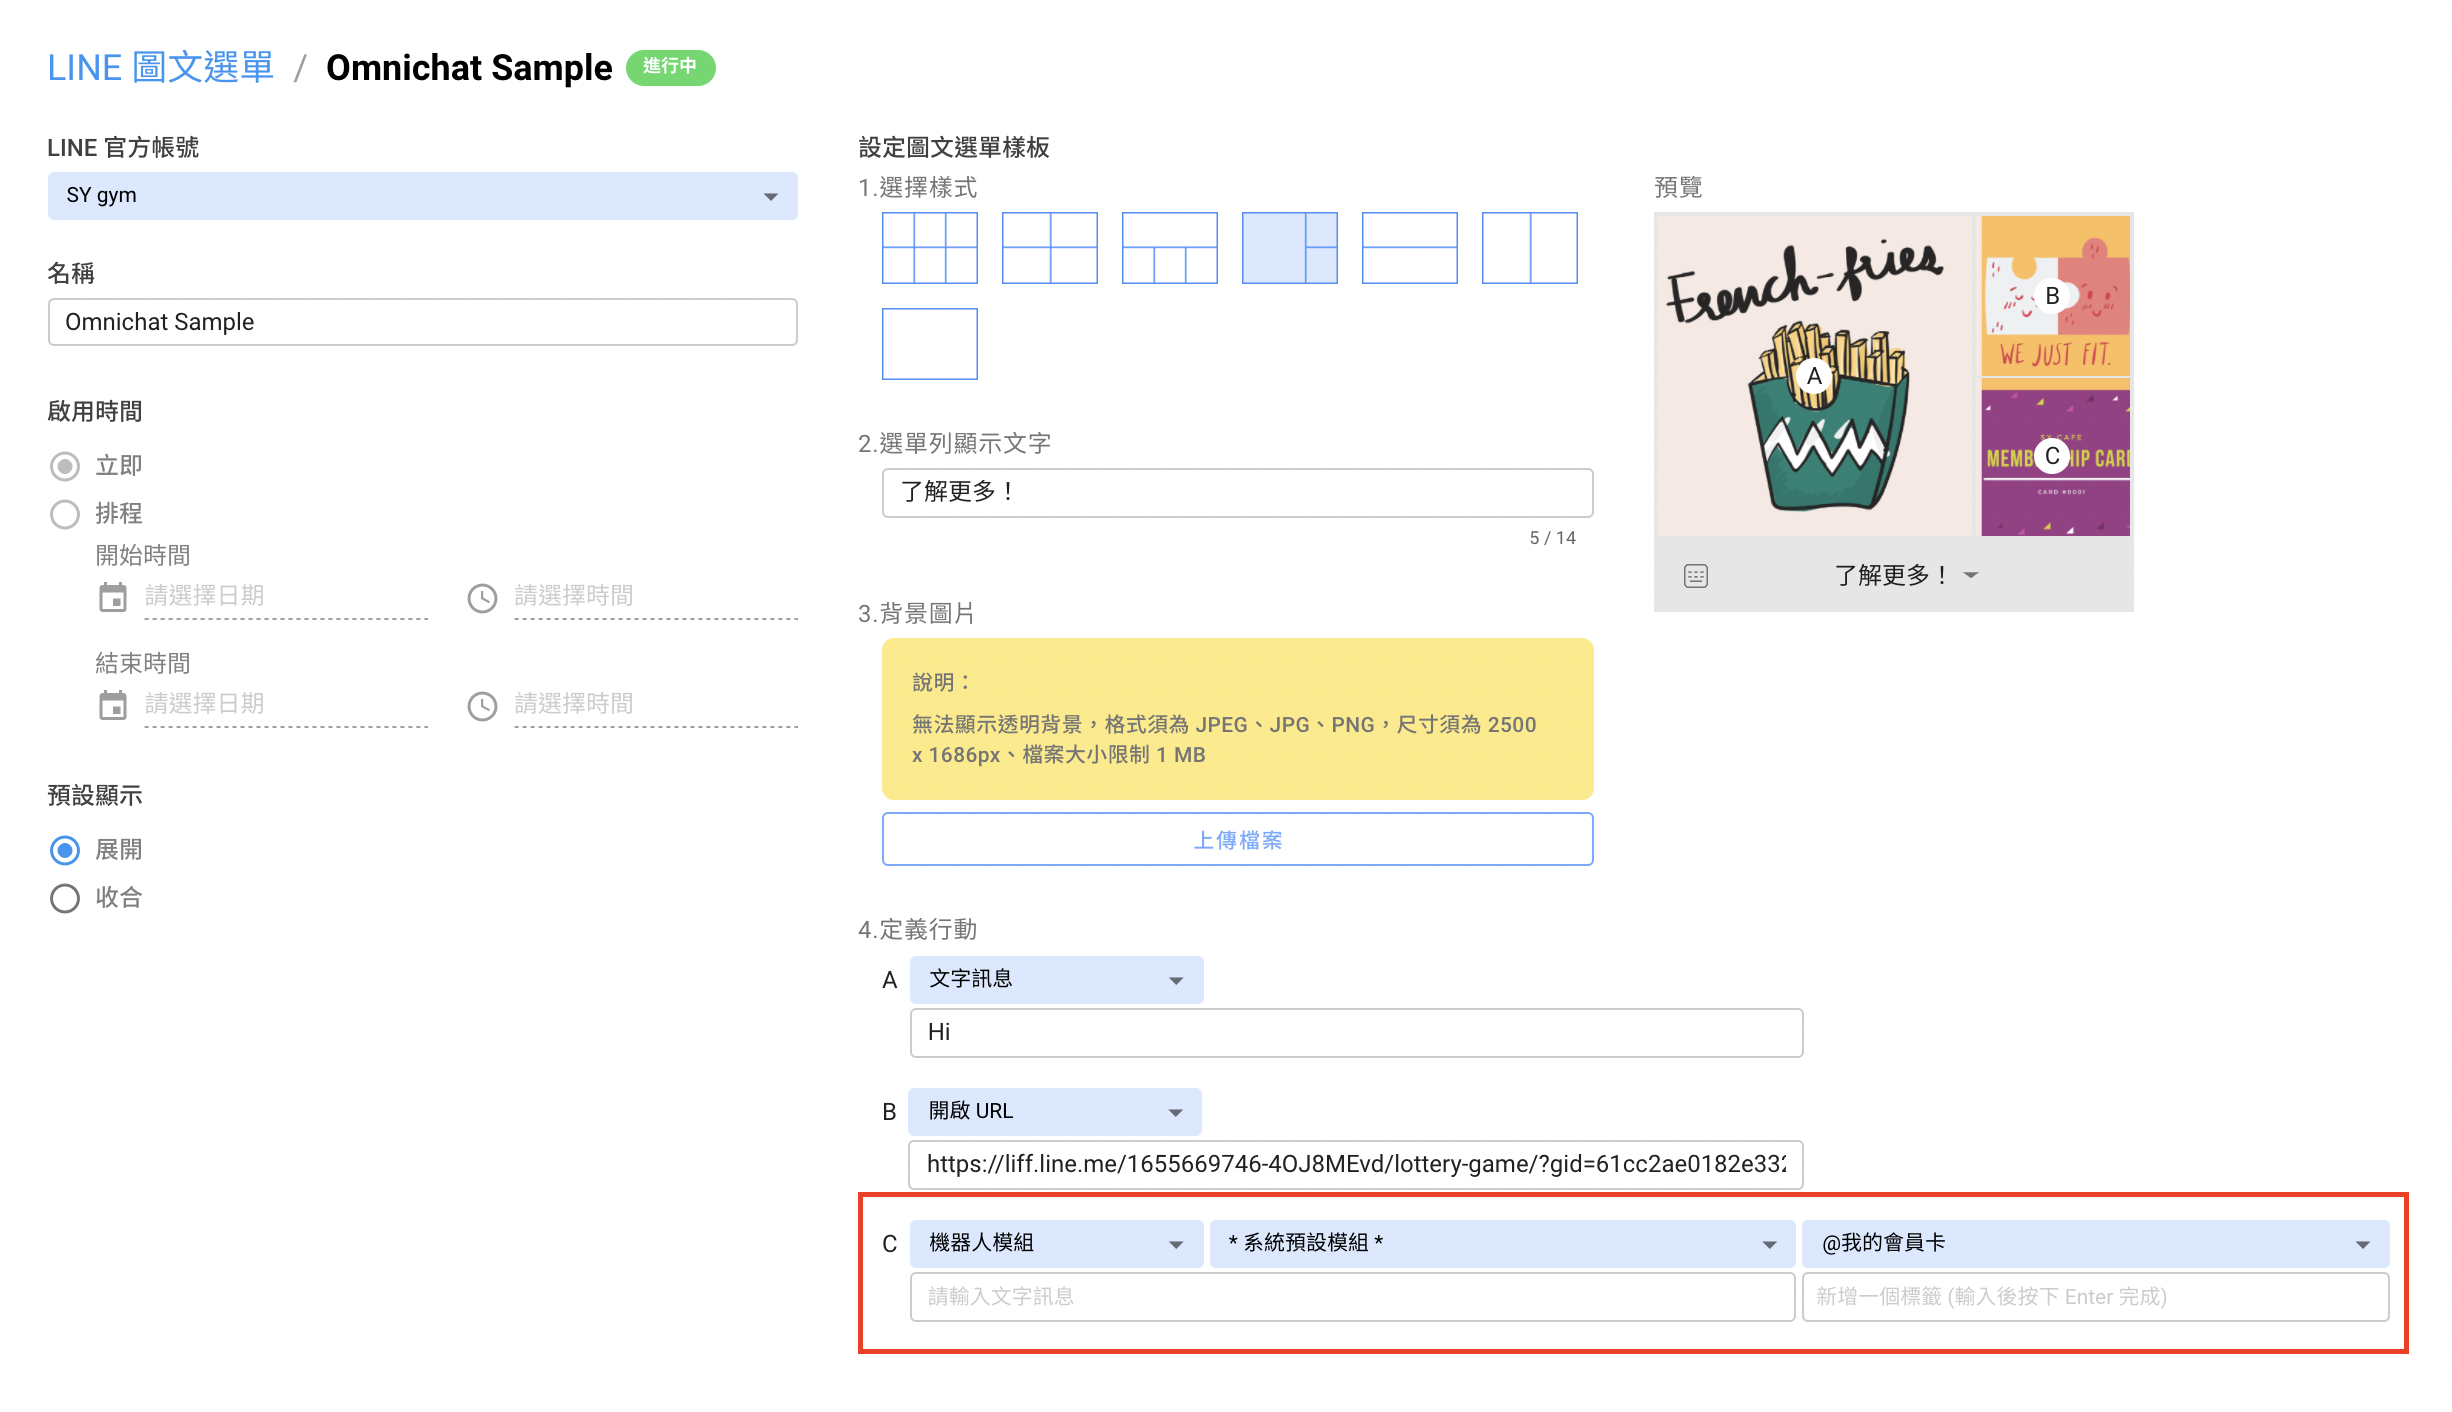 LINE 圖文選單 / Omnichat Sample 進行中
LINE 官方帳號
SY gym
名稱
Omnichat Sample
啟用時間
立即
排程
開始時間
請選擇日期 請選擇時間
結束時間
請選擇日期 請選擇時間
預設顯示
展開
收合
設定圖文選單樣板
1.選擇樣式
2.選單列顯示文字
了解更多！
5 / 14
3.背景圖片
說明：
無法顯示透明背景，格式須為 JPEG、JPG、PNG，尺寸須為 2500
x 1686px、檔案大小限制 1 MB
上傳檔案
4.定義行動
A 文字訊息
Hi
B 開啟 URL
https://liff.line.me/1655669746-4OJ8MEvd/lottery-game/?gid=61cc2ae0182e332
C 機器人模組 * 系統預設模組 * @我的會員卡
請輸入文字訊息 新增一個標籤 (輸入後按下 Enter 完成)
預覽
French-fries
A
B
WE JUST FIT.
SY CAFE
C
CARD #0001
了解更多！